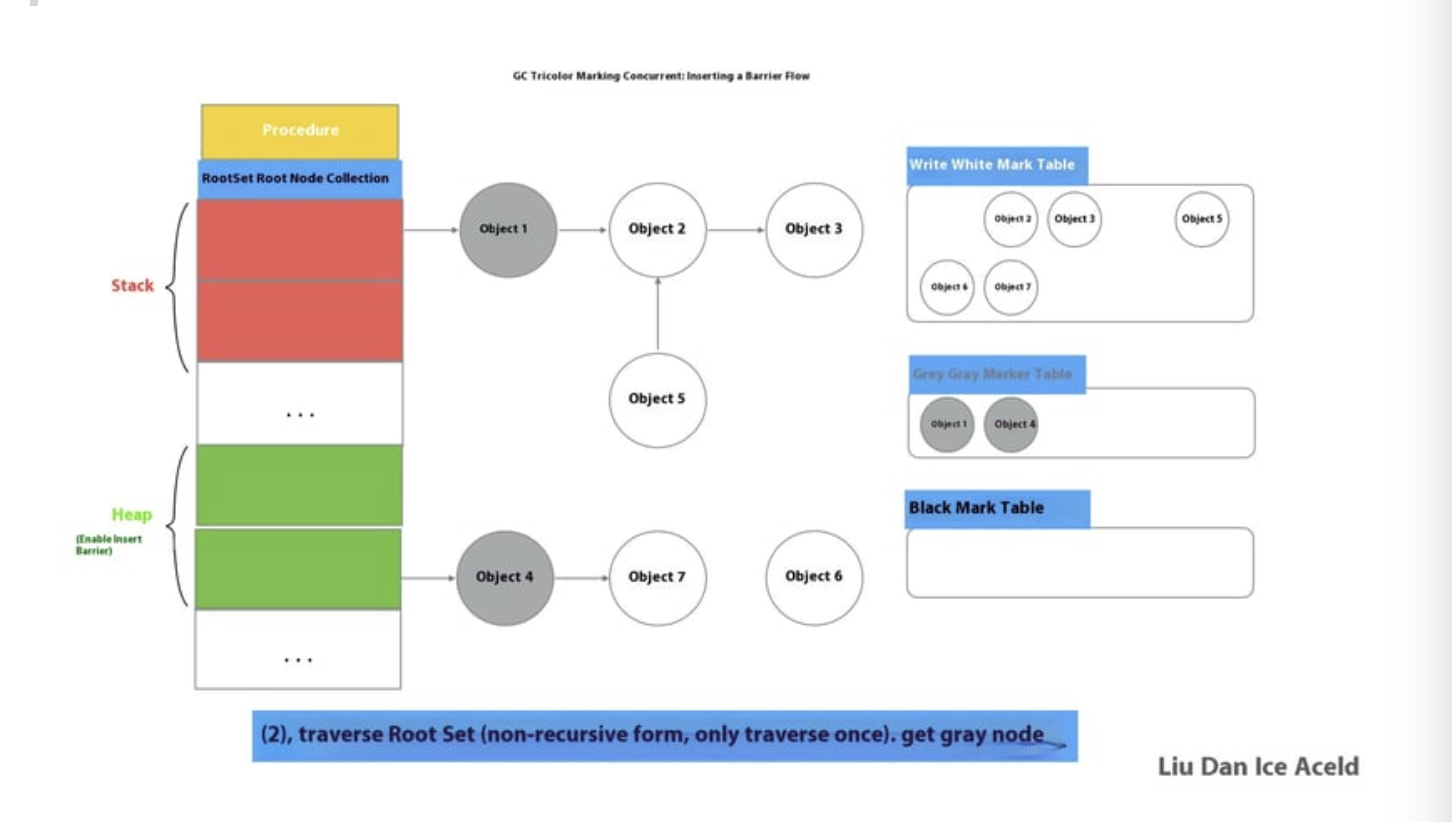 GC Tricolor Marking Concurrent: Inserting a Barrier Flow
Procedure
RootSet Root Node Collection
Stack
...
Heap
(Enable Insert
Barrier)
...
Object 1
Object 2
Object 3
Object 5
Object 4
Object 7
Object 6
Write White Mark Table
Object 2
Object 3
Object 5
Object 6
Object 7
Grey Gray Marker Table
Object 1
Object 4
Black Mark Table
(2), traverse Root Set (non-recursive form, only traverse once). get gray node
Liu Dan Ice Aceld